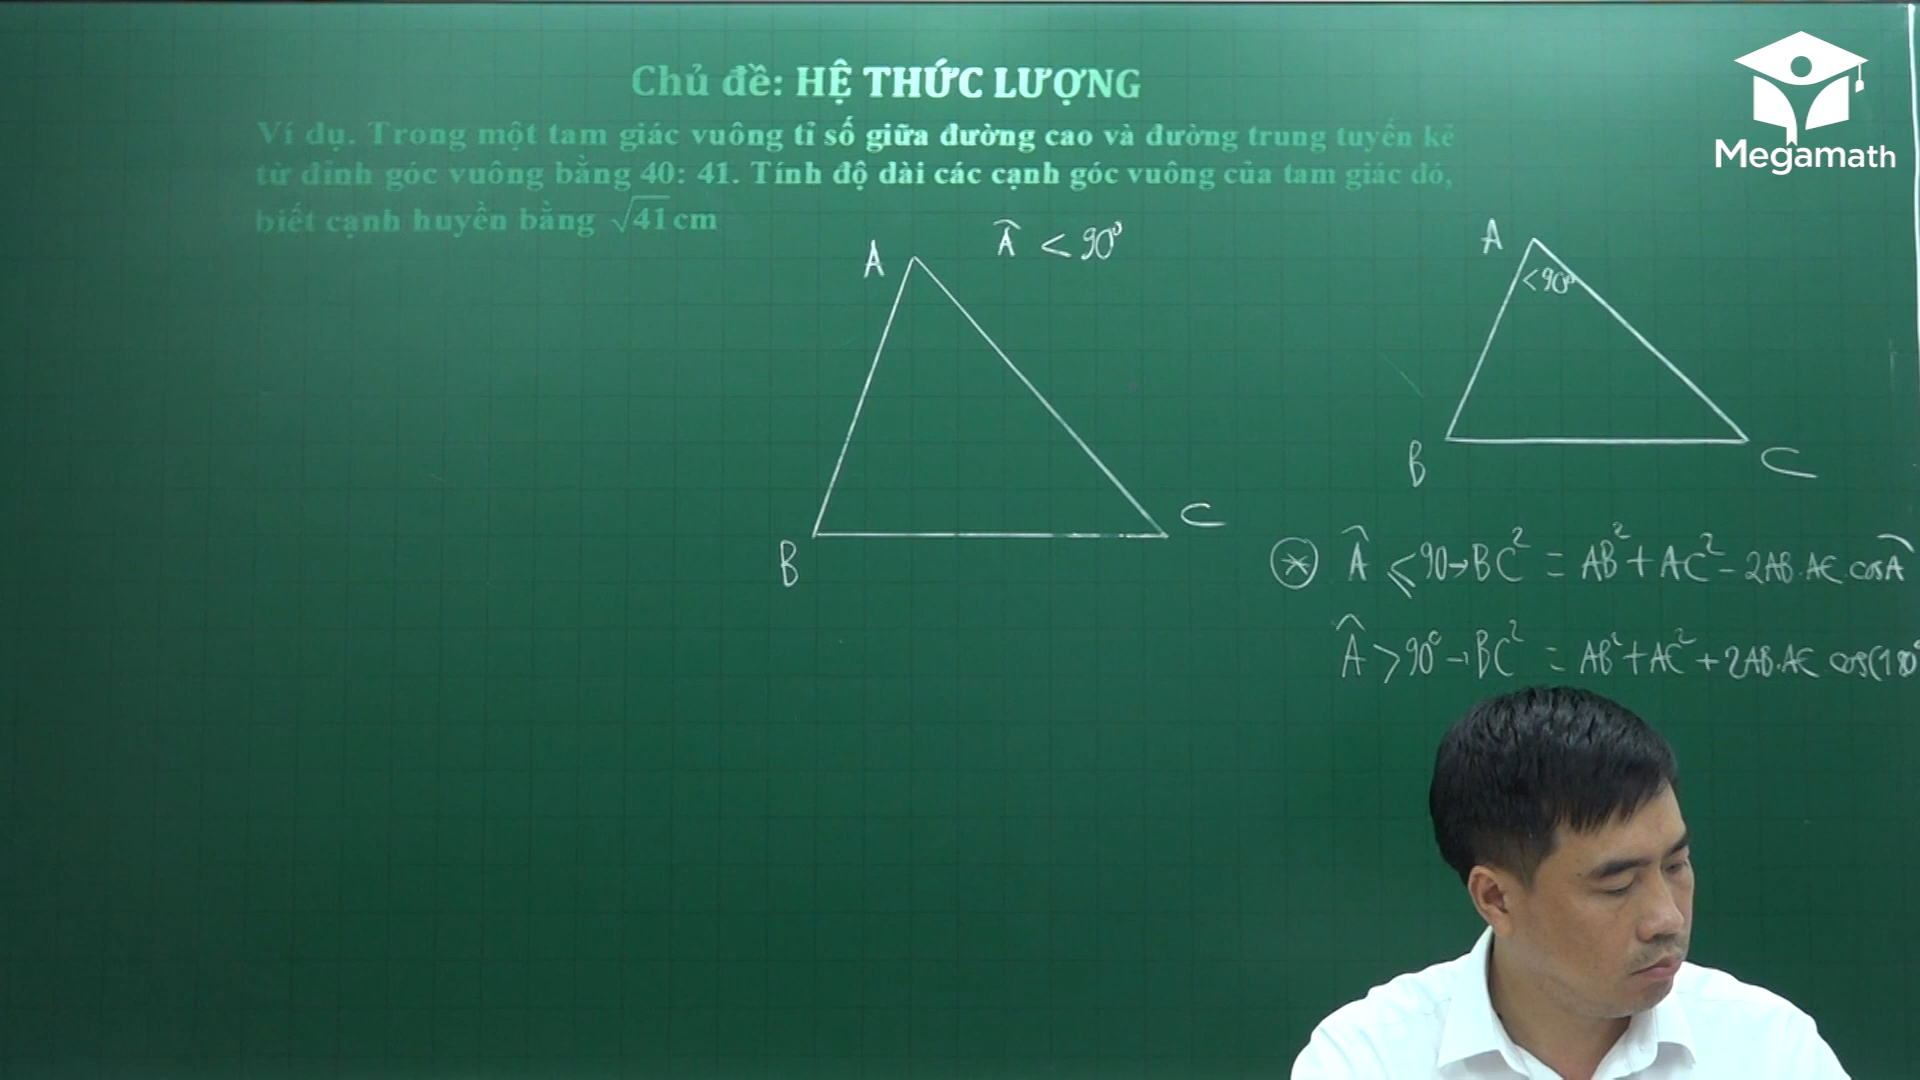 Megamath
Chủ đề: HỆ THỨC LƯỢNG
Ví dụ. Trong một tam giác vuông tỉ số giữa đường cao và đường trung tuyến kẻ
từ đỉnh góc vuông bằng 40: 41. Tính độ dài các cạnh góc vuông của tam giác đó,
biết cạnh huyền bằng √41cm
Â < 90°
A
B
C
A
<90°
B
C
* Â ≤ 90→BC² = AB² + AC² - 2AB.AC.cosÂ
Â > 90° → BC² = AB² + AC² + 2AB.AC cos(180°